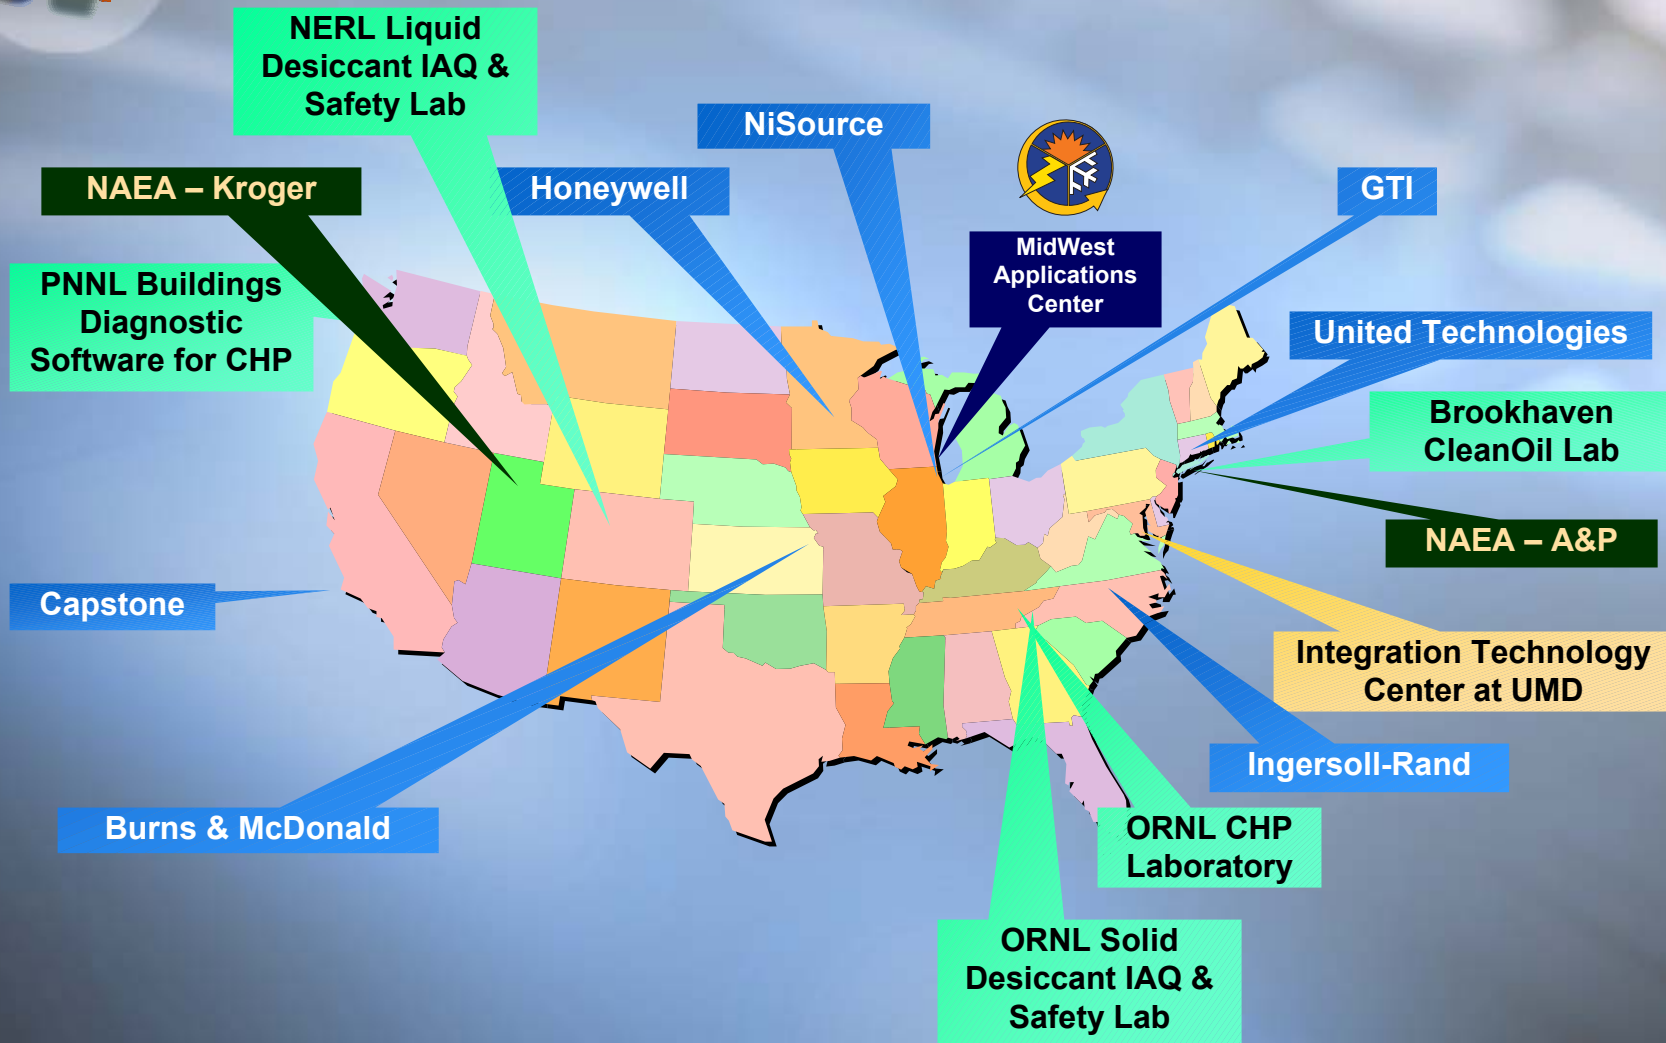 NERL Liquid
Desiccant IAQ &
Safety Lab
NiSource
NAEA – Kroger
Honeywell
GTI
MidWest
Applications
Center
PNNL Buildings
Diagnostic
Software for CHP
United Technologies
Brookhaven
CleanOil Lab
NAEA – A&P
Capstone
Integration Technology
Center at UMD
Ingersoll-Rand
Burns & McDonald
ORNL CHP
Laboratory
ORNL Solid
Desiccant IAQ &
Safety Lab